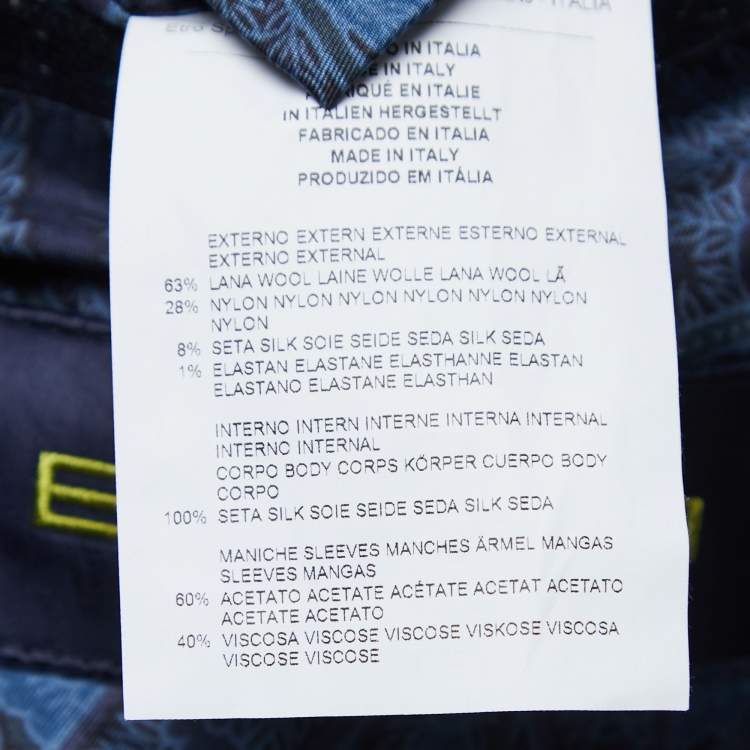 ITALIA
Etro
IN ITALIA
IN ITALY
EN ITALIE
IN ITALIEN HERGESTELLT
FABRICADO EN ITALIA
MADE IN ITALY
PRODUZIDO EM ITÁLIA
EXTERNO EXTERN EXTERNE ESTERNO EXTERNAL
EXTERNO EXTERNAL
63% LANA WOOL LAINE WOLLE LANA WOOL LÃ
28% NYLON NYLON NYLON NYLON NYLON NYLON
NYLON
8% SETA SILK SOIE SEIDE SEDA SILK SEDA
1% ELASTAN ELASTANE ELASTHANNE ELASTAN
ELASTANO ELASTANE ELASTHAN
INTERNO INTERN INTERNE INTERNA INTERNAL
INTERNO INTERNAL
CORPO BODY CORPS KÖRPER CUERPO BODY
CORPO
100% SETA SILK SOIE SEIDE SEDA SILK SEDA
MANICHE SLEEVES MANCHES ÄRMEL MANGAS
SLEEVES MANGAS
60% ACETATO ACETATE ACÉTATE ACETAT ACETATO
ACETATE ACETATO
40% VISCOSA VISCOSE VISCOSE VISKOSE VISCOSA
VISCOSE VISCOSE